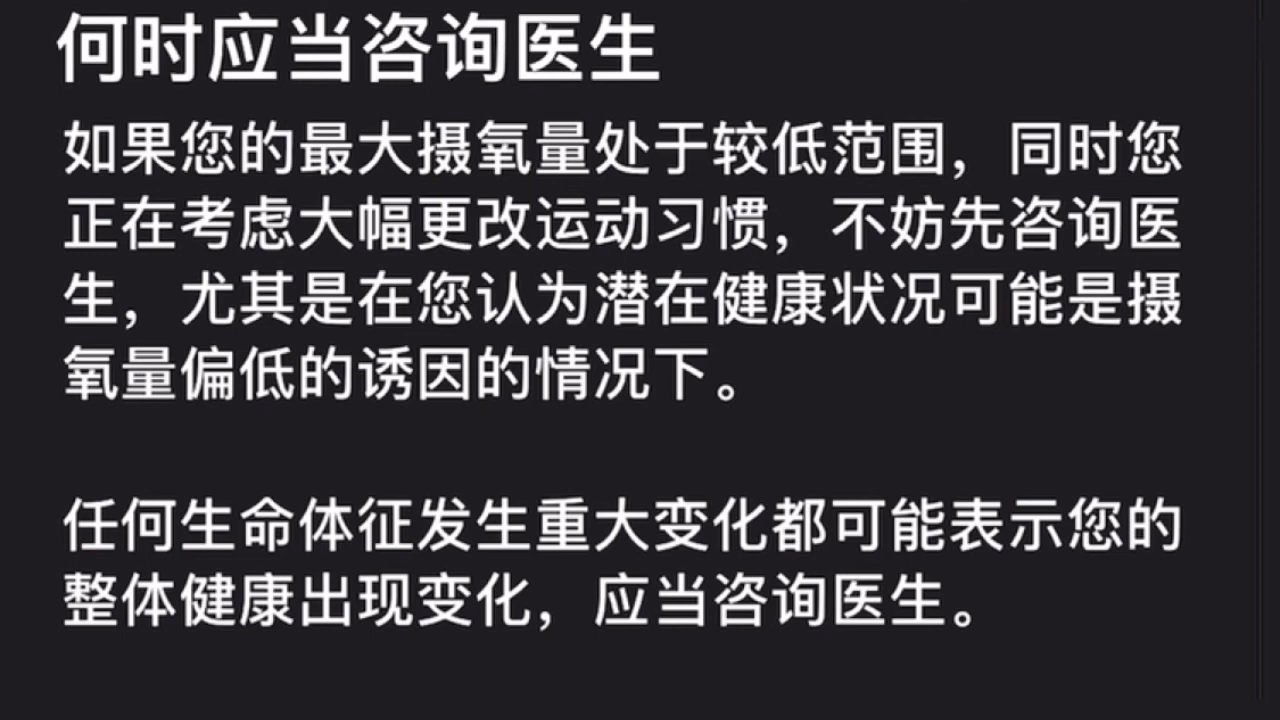 何时应当咨询医生
如果您的最大摄氧量处于较低范围，同时您
正在考虑大幅更改运动习惯，不妨先咨询医
生，尤其是在您认为潜在健康状况可能是摄
氧量偏低的诱因的情况下。
任何生命体征发生重大变化都可能表示您的
整体健康出现变化，应当咨询医生。